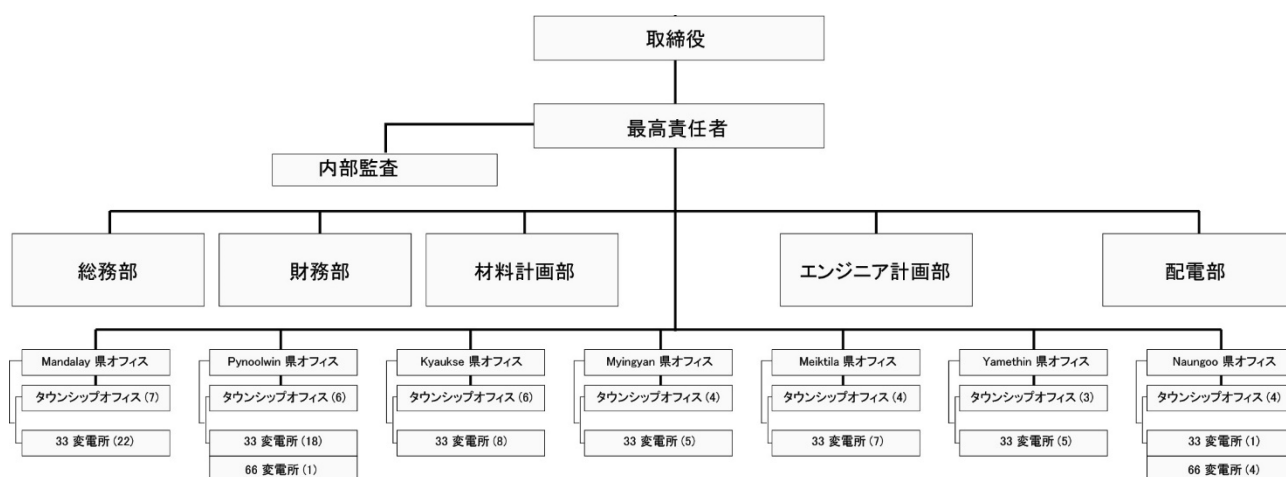 取締役
最高責任者
内部監査
総務部
財務部
材料計画部
エンジニア計画部
配電部
Mandalay 県オフィス
Pynoolwin 県オフィス
Kyaukse 県オフィス
Myingyan 県オフィス
Meiktila 県オフィス
Yamethin 県オフィス
Naungoo 県オフィス
タウンシップオフィス (7)
タウンシップオフィス (6)
タウンシップオフィス (6)
タウンシップオフィス (4)
タウンシップオフィス (4)
タウンシップオフィス (3)
タウンシップオフィス (4)
33 変電所 (22)
33 変電所 (18)
33 変電所 (8)
33 変電所 (5)
33 変電所 (7)
33 変電所 (5)
33 変電所 (1)
66 変電所 (1)
66 変電所 (4)